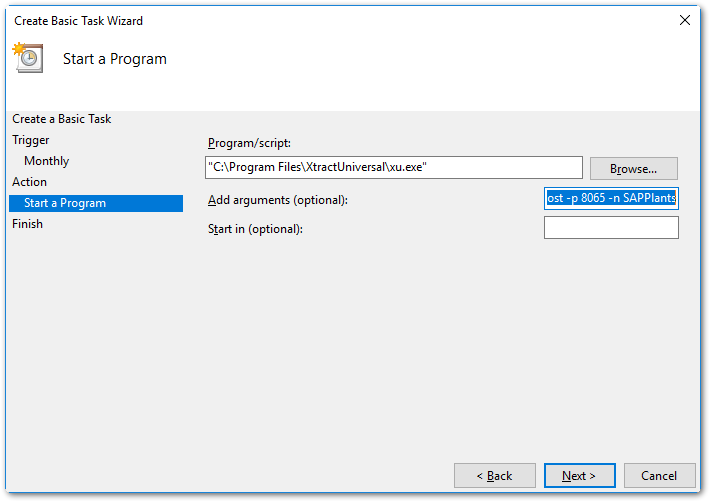 Create Basic Task Wizard
Start a Program
Create a Basic Task
Trigger
Monthly
Action
Start a Program
Finish
Program/script:
"C:\Program Files\XtractUniversal\xu.exe"
Browse...
Add arguments (optional):
ost -p 8065 -n SAPPlants
Start in (optional):
< Back
Next >
Cancel